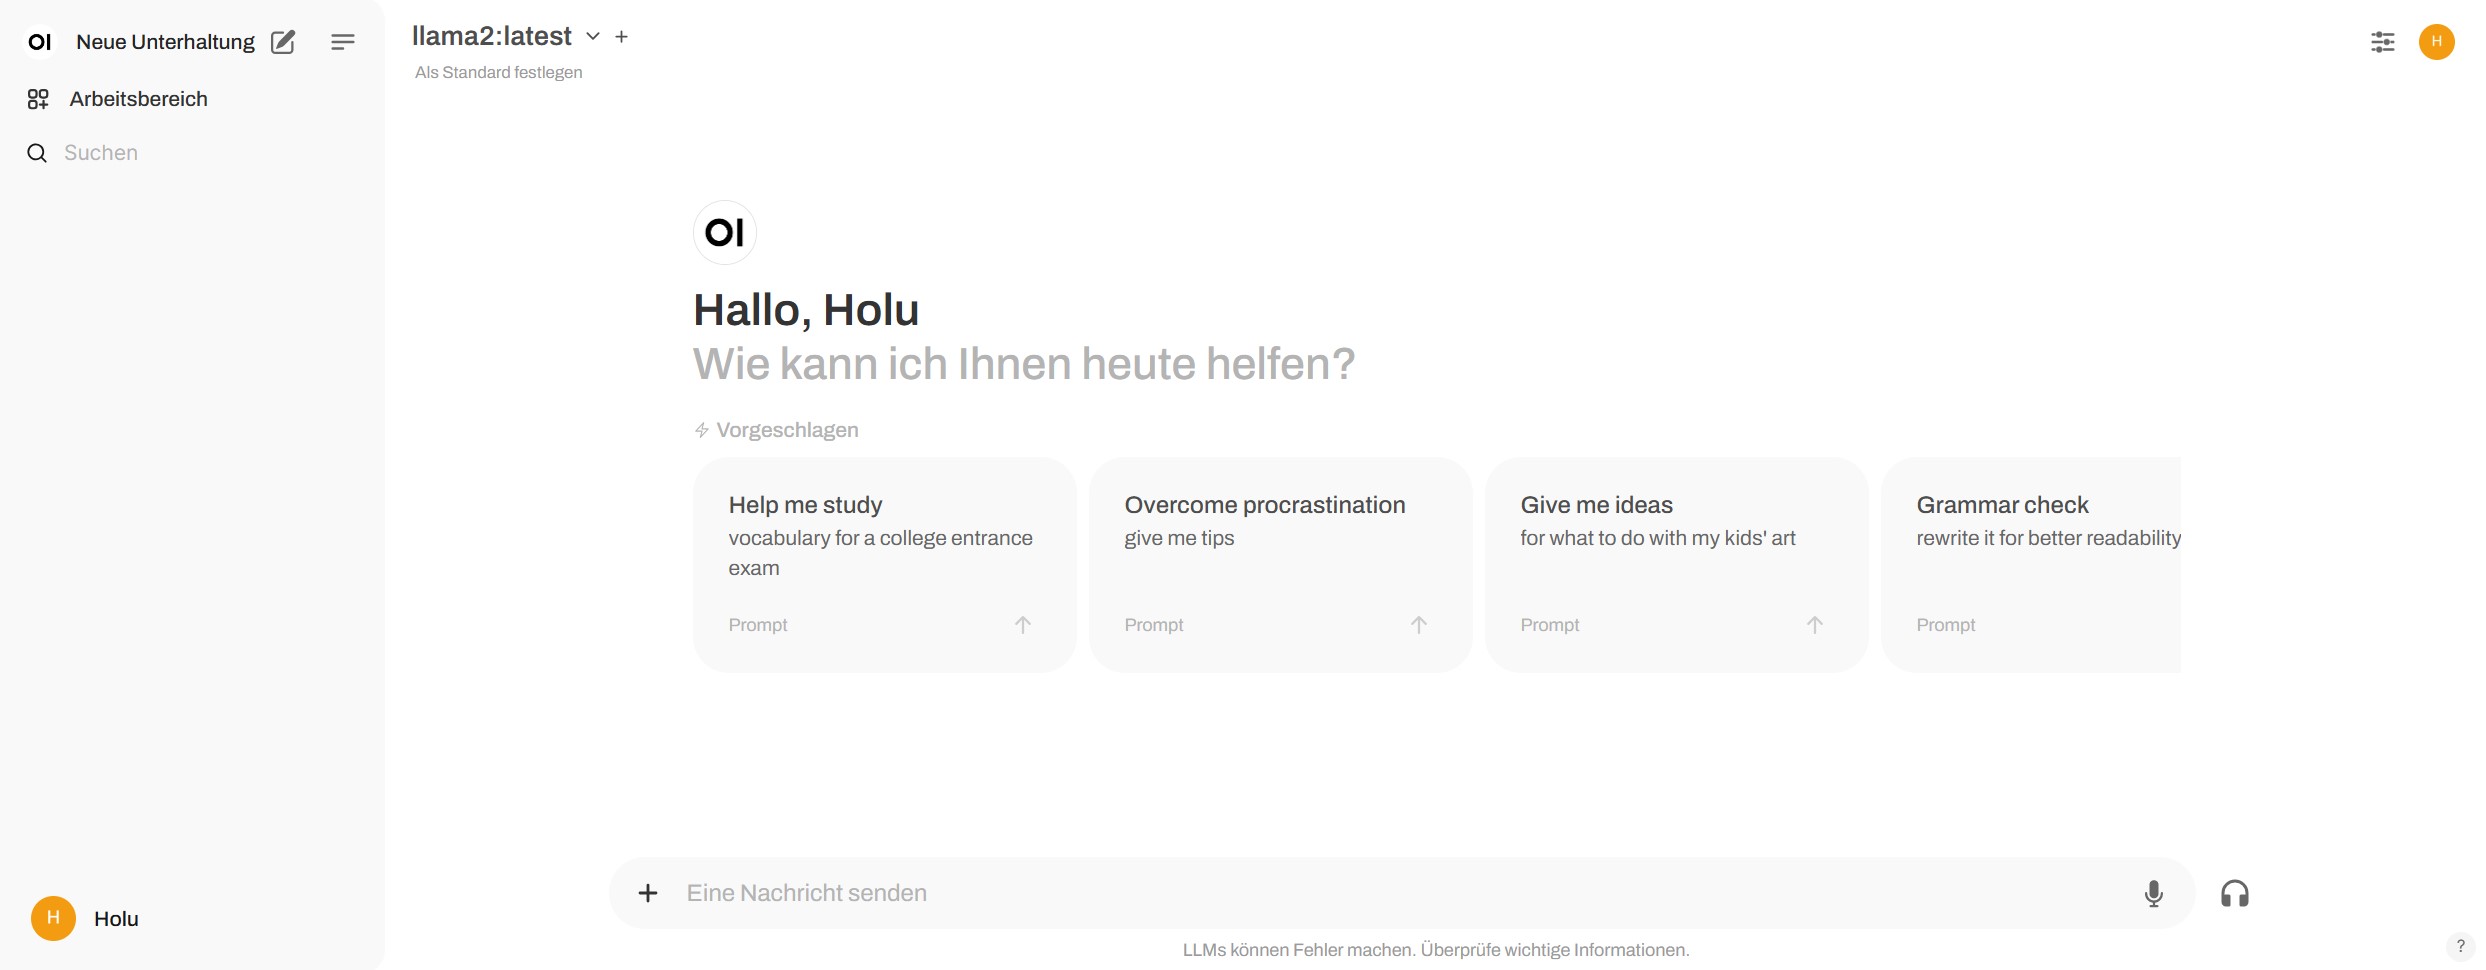 OI
Neue Unterhaltung
Arbeitsbereich
Suchen
llama2:latest
Als Standard festlegen
H
OI
Hallo, Holu
Wie kann ich Ihnen heute helfen?
Vorgeschlagen
Help me study
vocabulary for a college entrance
exam
Prompt
Overcome procrastination
give me tips
Prompt
Give me ideas
for what to do with my kids' art
Prompt
Grammar check
rewrite it for better readability
Prompt
Eine Nachricht senden
LLMs können Fehler machen. Überprüfe wichtige Informationen.
H
Holu
?